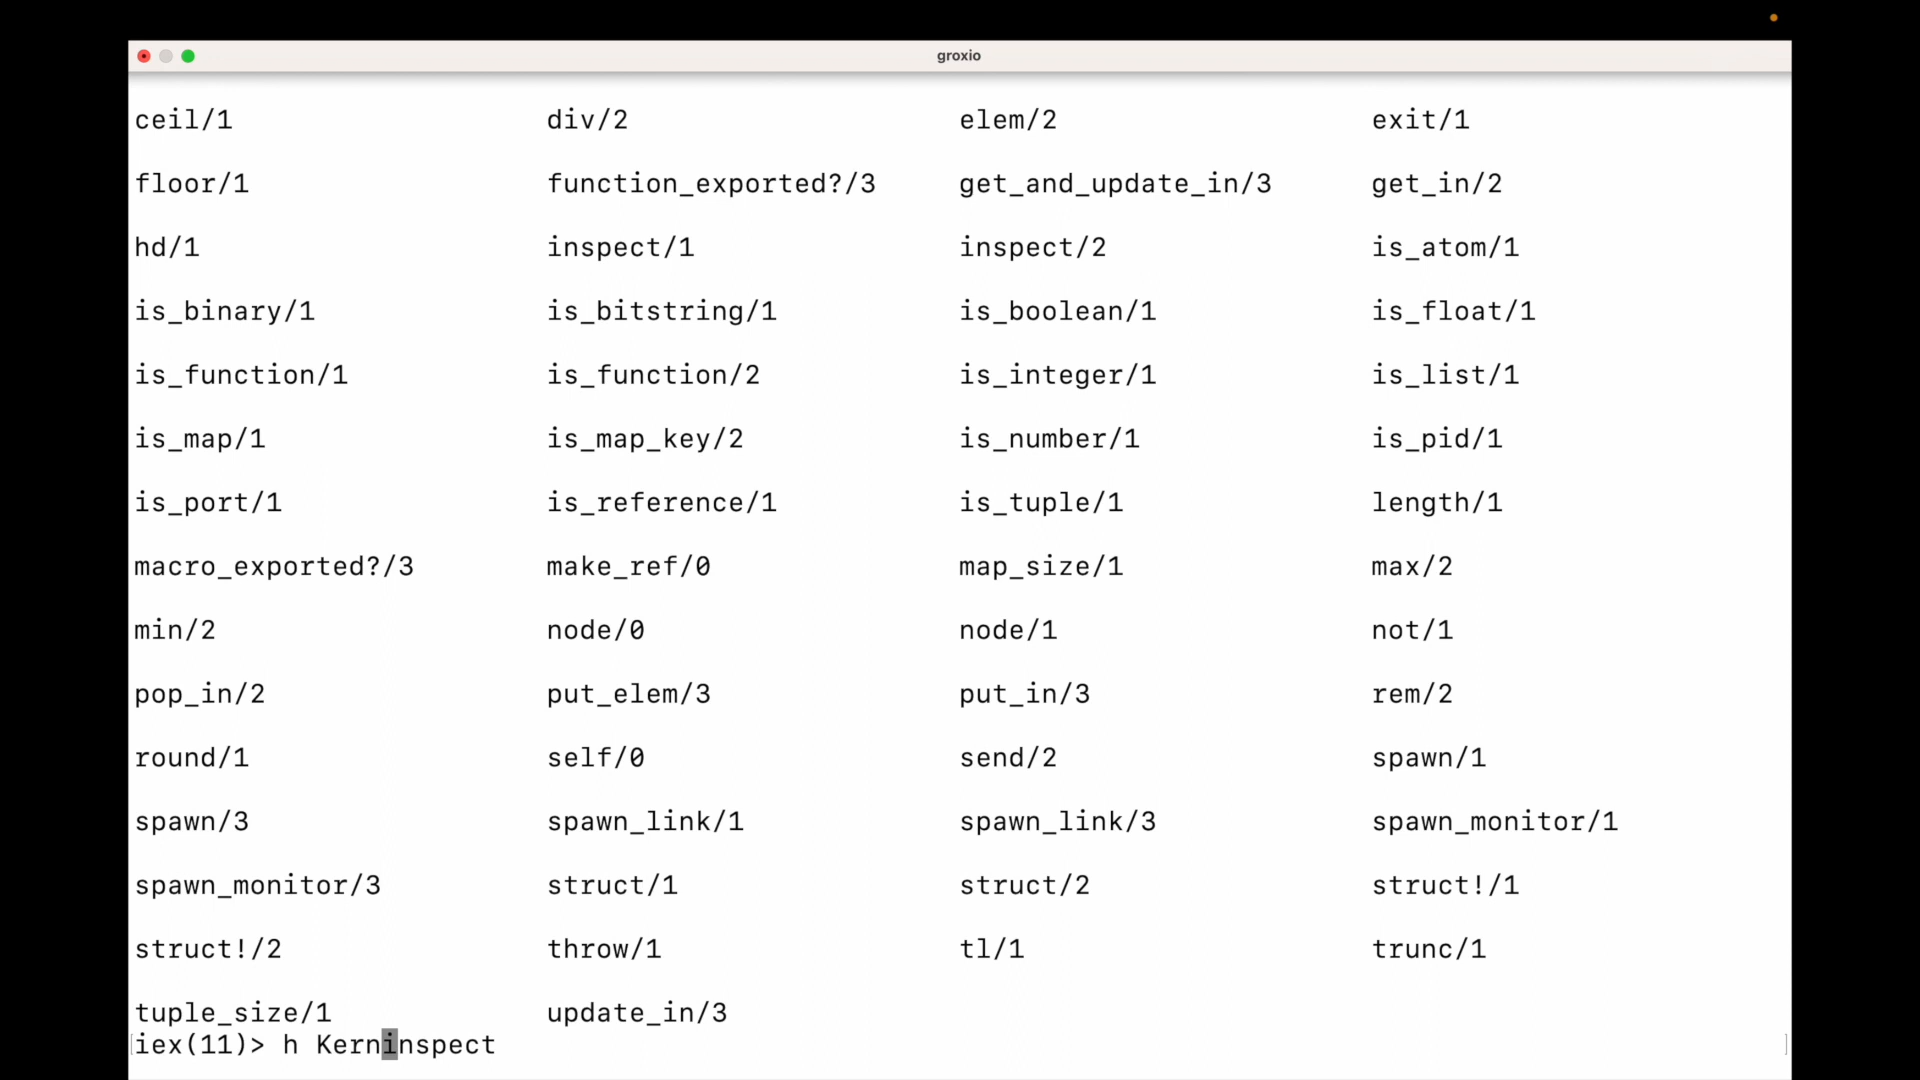 groxio
ceil/1 div/2 elem/2 exit/1
floor/1 function_exported?/3 get_and_update_in/3 get_in/2
hd/1 inspect/1 inspect/2 is_atom/1
is_binary/1 is_bitstring/1 is_boolean/1 is_float/1
is_function/1 is_function/2 is_integer/1 is_list/1
is_map/1 is_map_key/2 is_number/1 is_pid/1
is_port/1 is_reference/1 is_tuple/1 length/1
macro_exported?/3 make_ref/0 map_size/1 max/2
min/2 node/0 node/1 not/1
pop_in/2 put_elem/3 put_in/3 rem/2
round/1 self/0 send/2 spawn/1
spawn/3 spawn_link/1 spawn_link/3 spawn_monitor/1
spawn_monitor/3 struct/1 struct/2 struct!/1
struct!/2 throw/1 tl/1 trunc/1
tuple_size/1 update_in/3
iex(11)> h Kerninspect